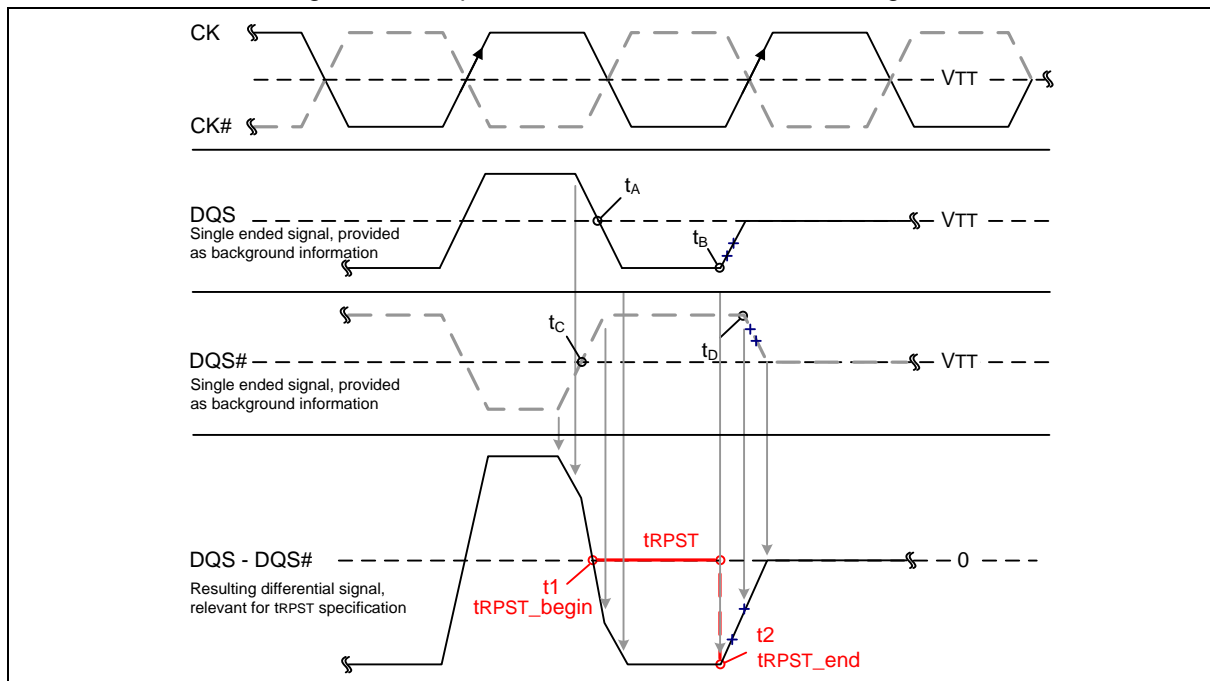 CK
VTT
CK#
tA
DQS
VTT
Single ended signal, provided
as background information
tB
tC
tD
DQS#
VTT
Single ended signal, provided
as background information
tRPST
DQS - DQS#
0
Resulting differential signal,
relevant for tRPST specification
t1
tRPST_begin
t2
tRPST_end